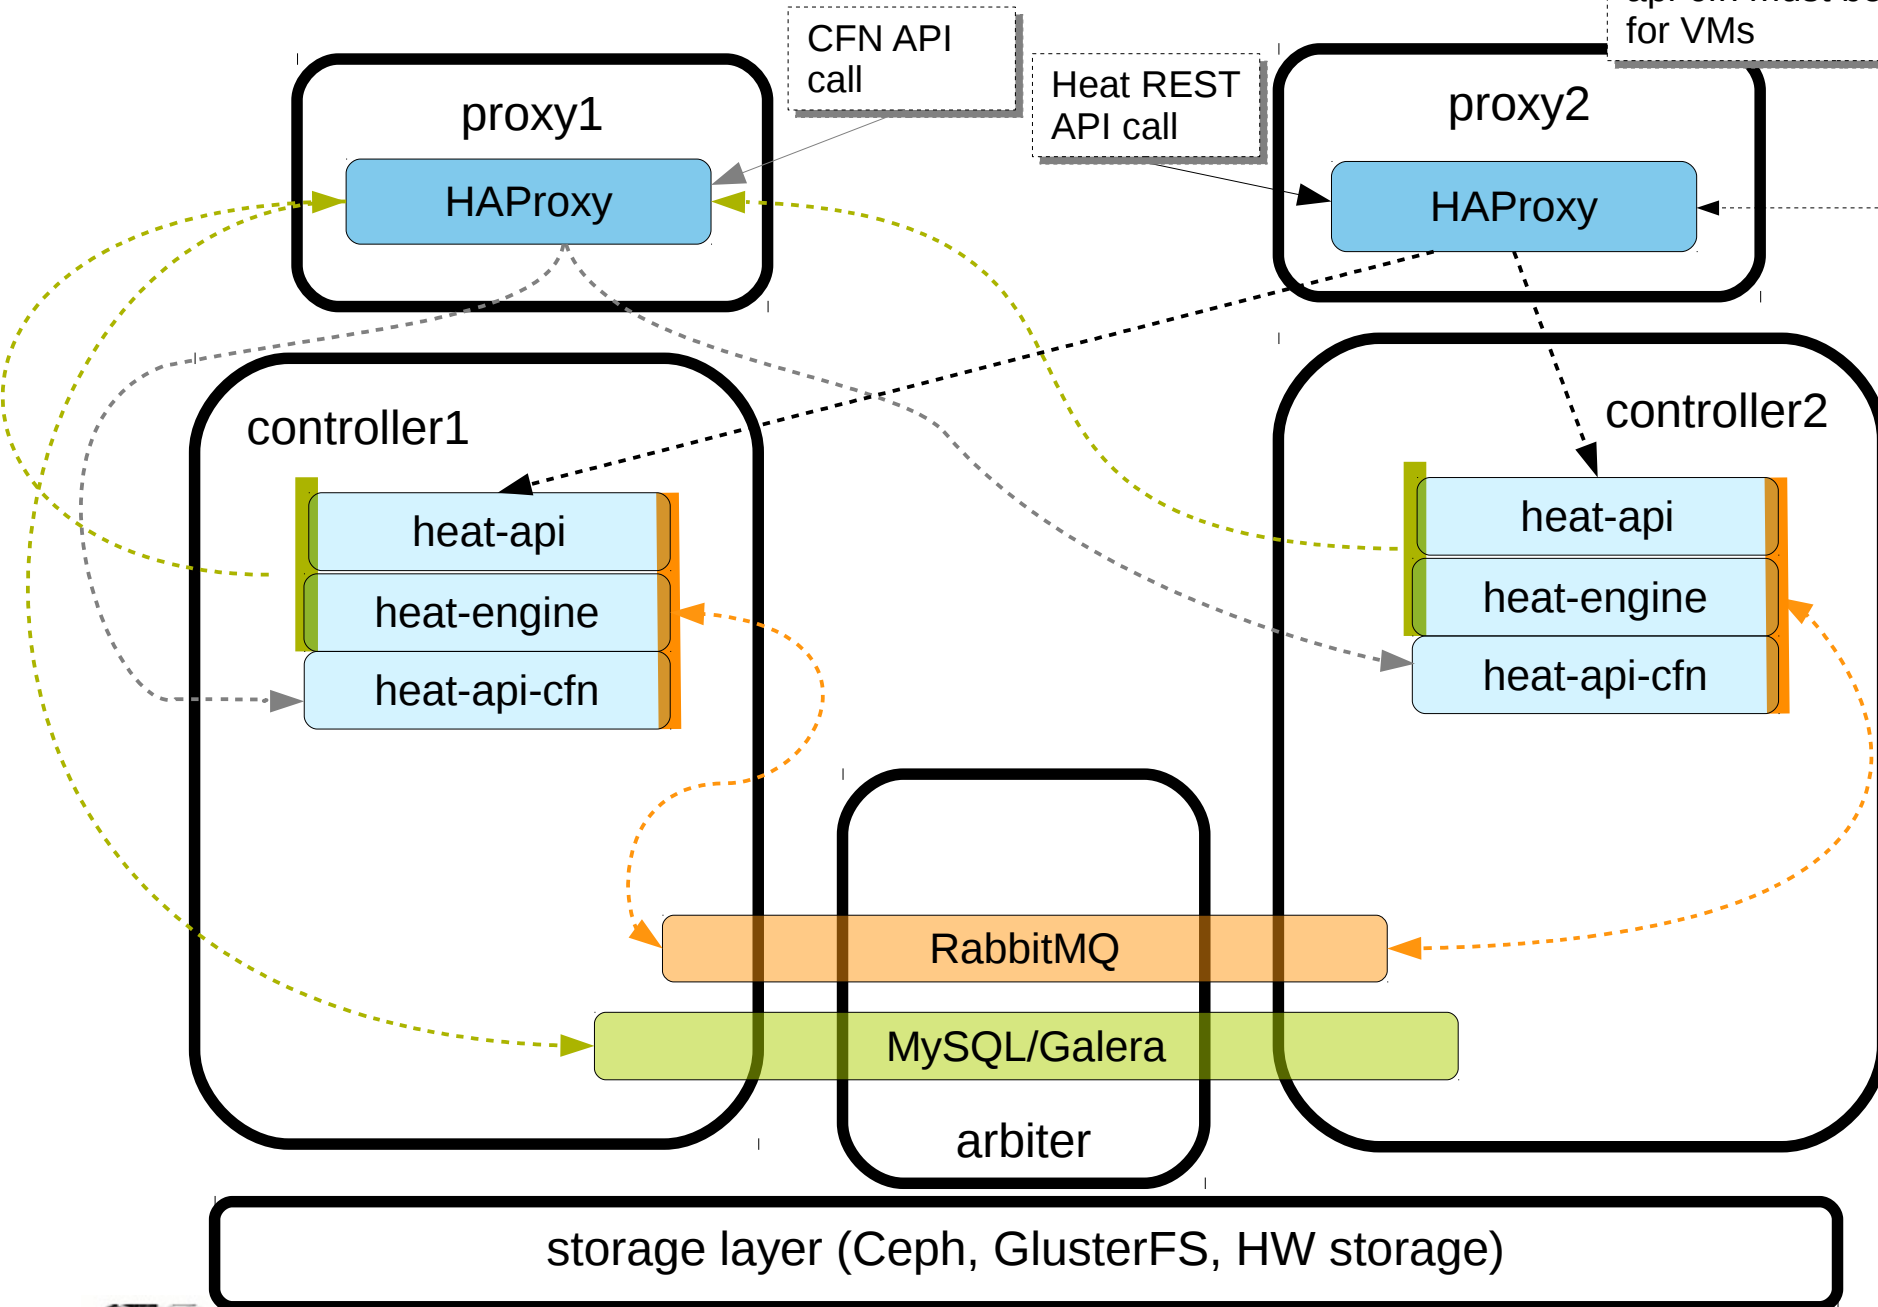 CFN API
call
Heat REST
API call
for VMs
proxy1
HAProxy
proxy2
HAProxy
controller1
heat-api
heat-engine
heat-api-cfn
controller2
heat-api
heat-engine
heat-api-cfn
RabbitMQ
MySQL/Galera
arbiter
storage layer (Ceph, GlusterFS, HW storage)